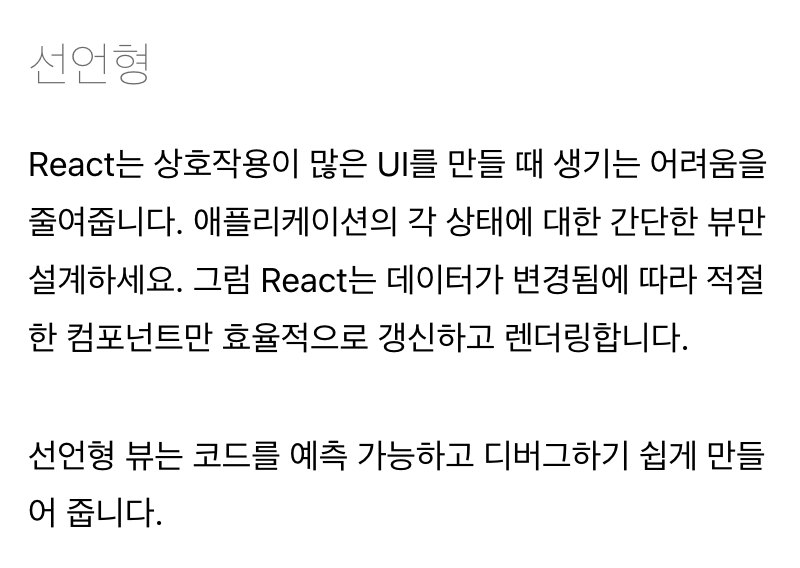 선언형
React는 상호작용이 많은 UI를 만들 때 생기는 어려움을
줄여줍니다. 애플리케이션의 각 상태에 대한 간단한 뷰만
설계하세요. 그럼 React는 데이터가 변경됨에 따라 적절
한 컴포넌트만 효율적으로 갱신하고 렌더링합니다.
선언형 뷰는 코드를 예측 가능하고 디버그하기 쉽게 만들
어 줍니다.